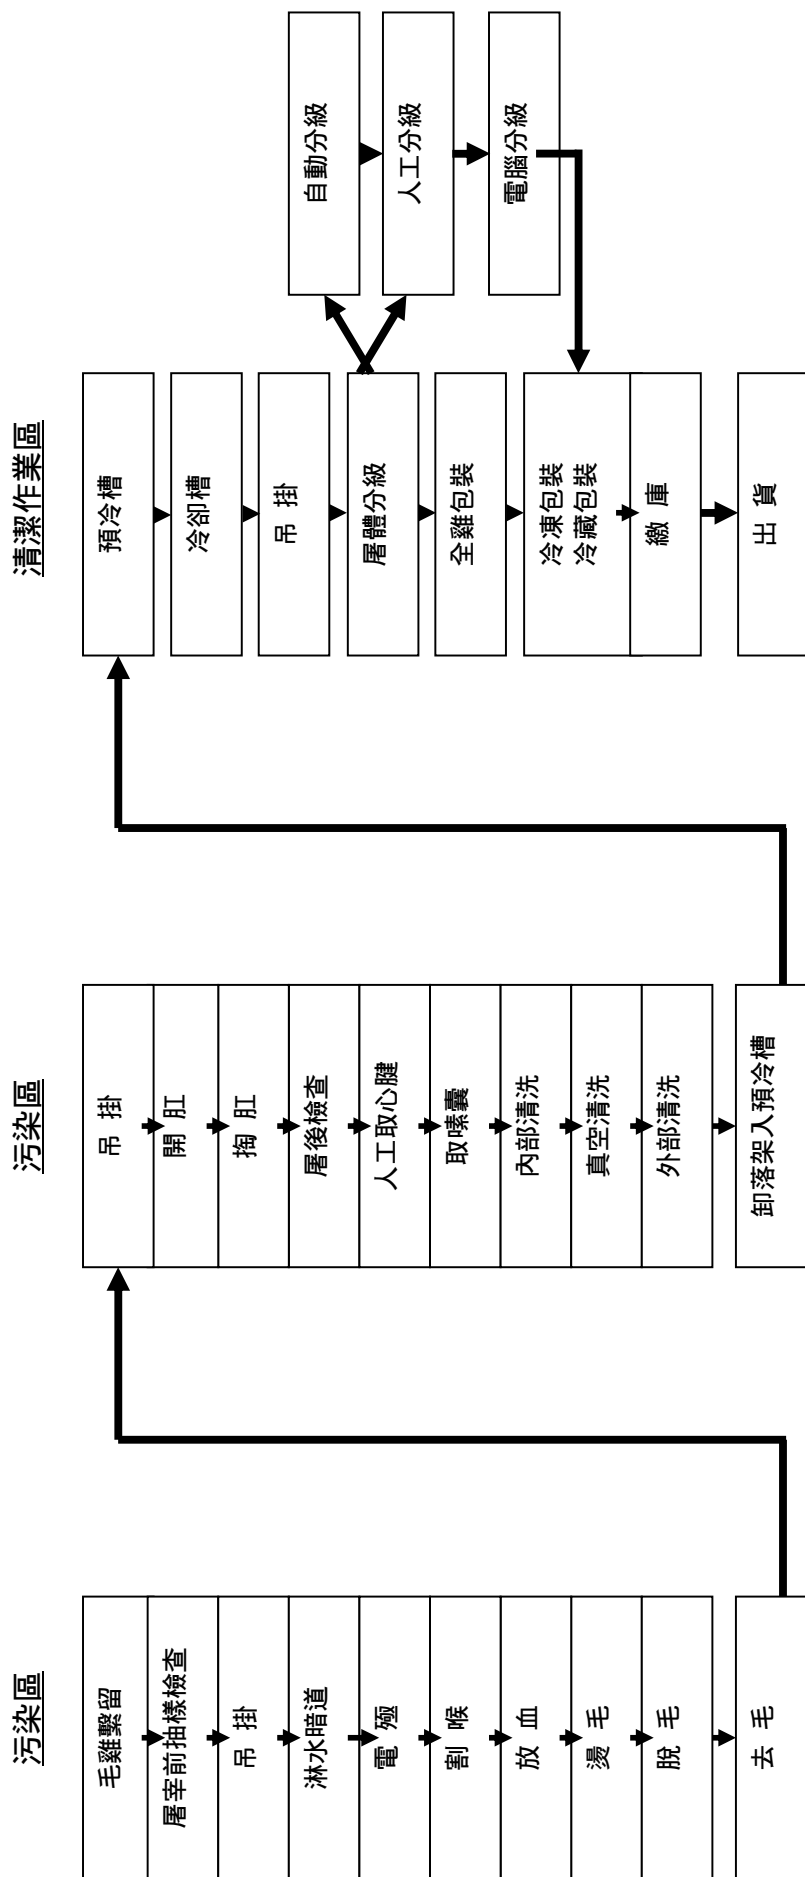 污染區
毛雞繫留
屠宰前抽樣檢查
吊 掛
淋水暗道
電 殛
割 喉
放 血
燙 毛
脫 毛
去 毛
污染區
吊 掛
開 肛
掏 肛
屠後檢查
人工取心腱
取嗉囊
內部清洗
真空清洗
外部清洗
卸落架入預冷槽
清潔作業區
預冷槽
冷卻槽
吊 掛
屠體分級
全雞包裝
冷凍包裝
冷藏包裝
繳 庫
出 貨
自動分級
人工分級
電腦分級